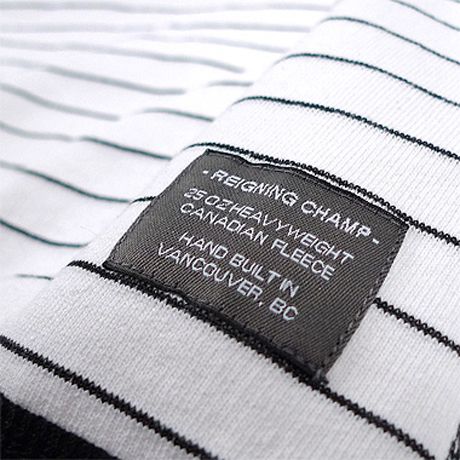 - REIGNING CHAMP -
25 OZ HEAVYWEIGHT
CANADIAN FLEECE
HAND BUILT IN
VANCOUVER, BC